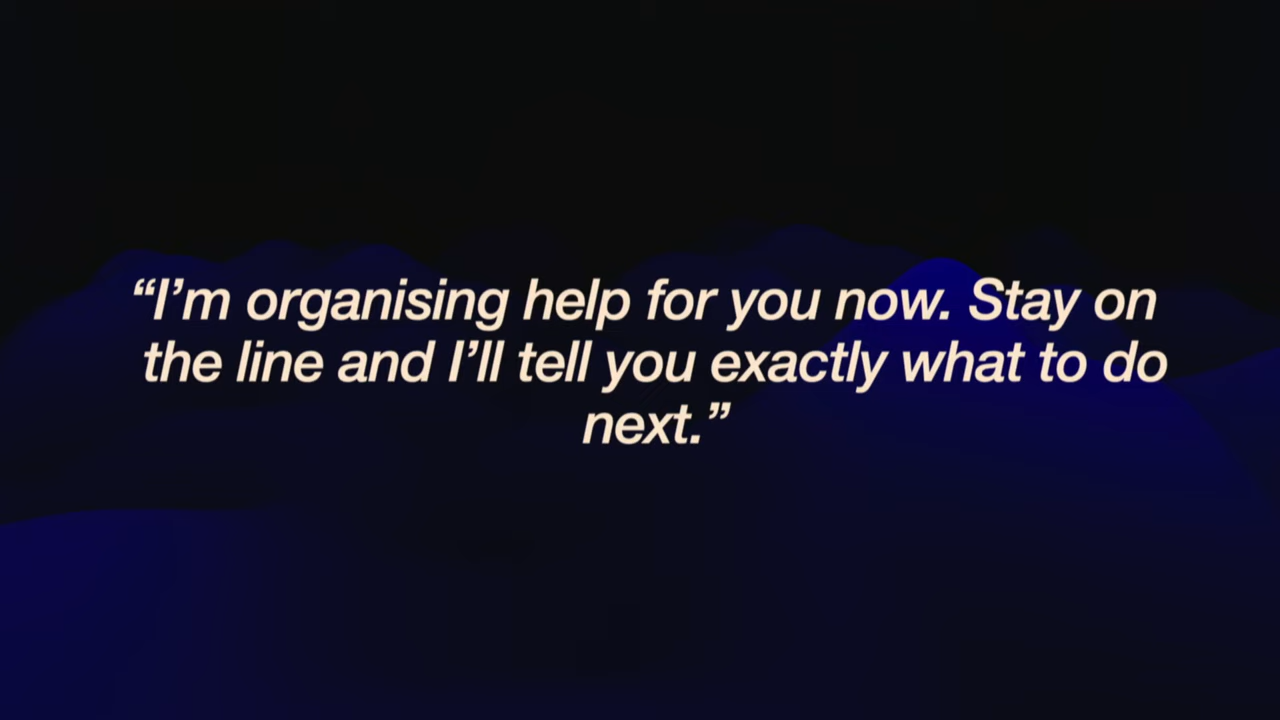 “I’m organising help for you now. Stay on
the line and I’ll tell you exactly what to do
next.”